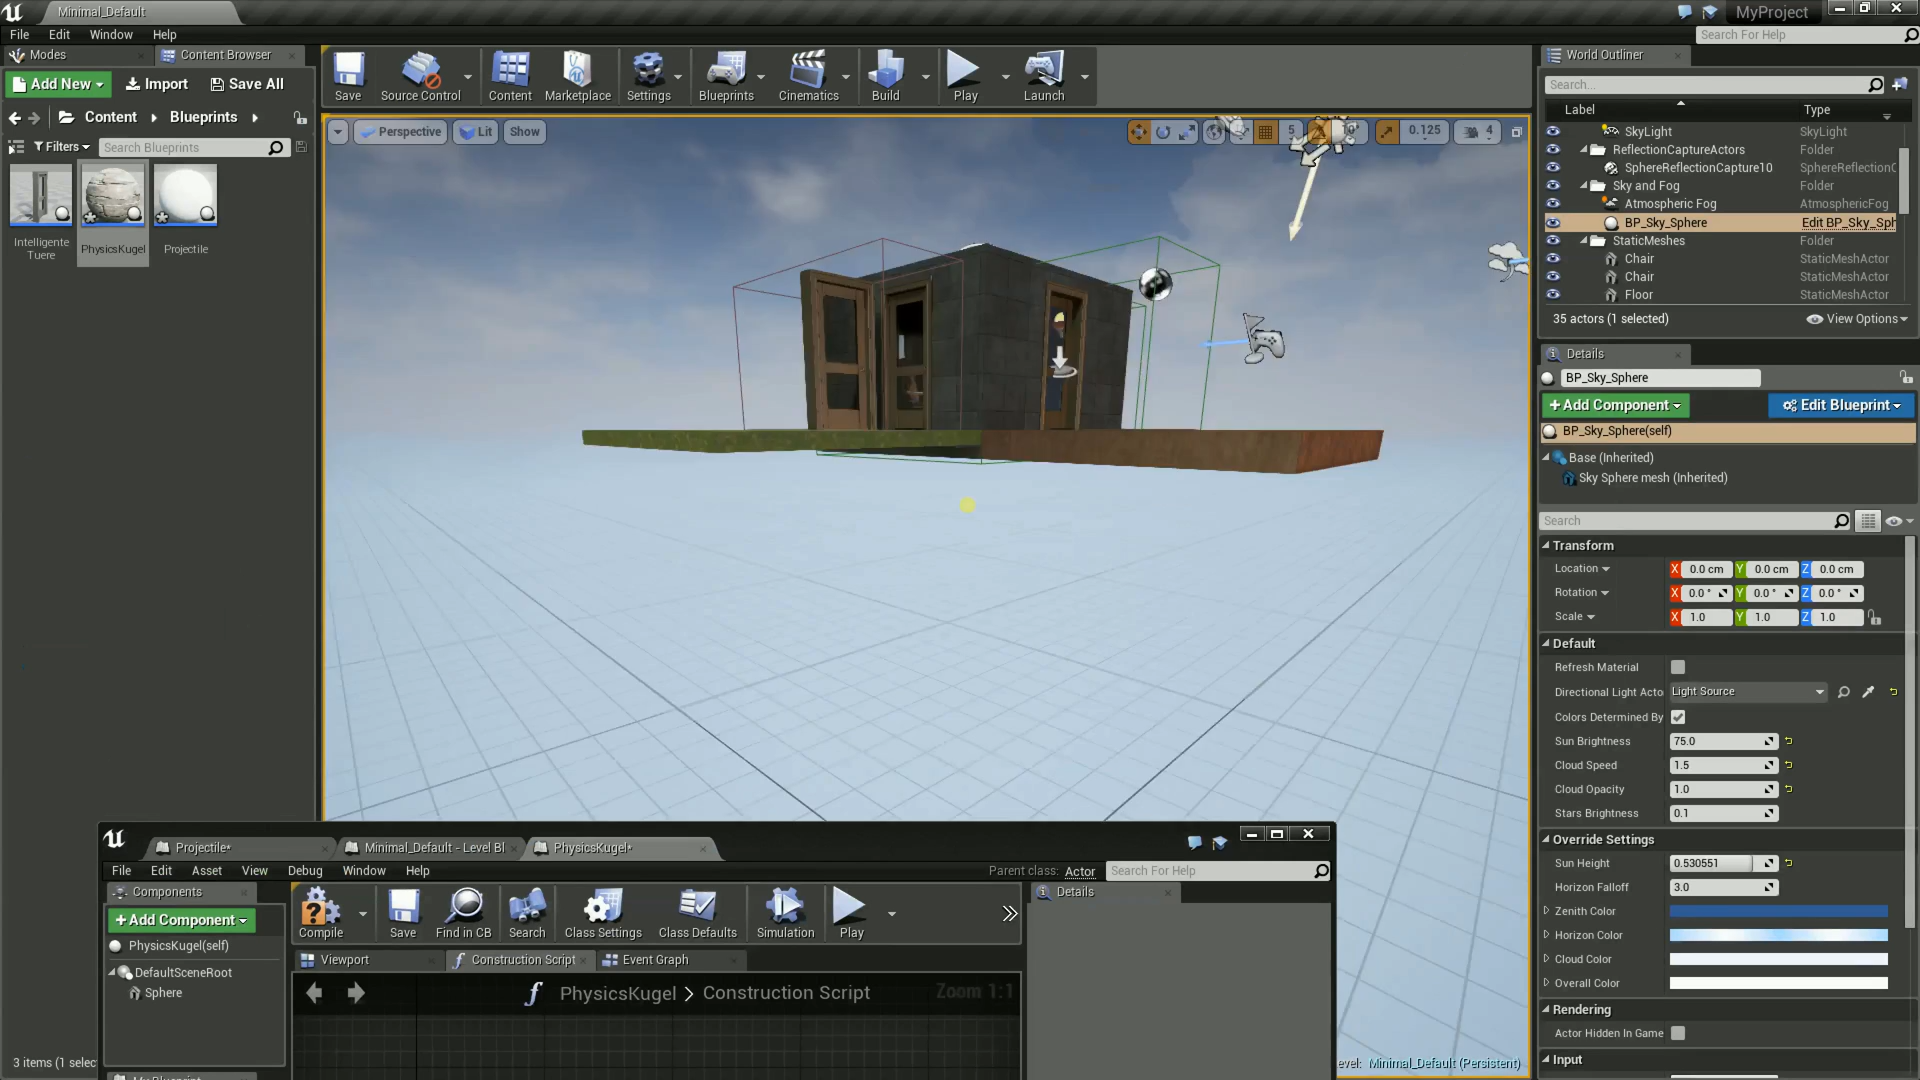 Minimal_Default
MyProject
File Edit Window Help
Search For Help
Modes
Content Browser
Add New
Import
Save All
Content
Blueprints
Filters
Search Blueprints
Intelligente
Tuere
PhysicsKugel
Projectile
Save
Source Control
Content
Marketplace
Settings
Blueprints
Cinematics
Build
Play
Launch
Perspective
Lit
Show
5
10°
0.125
4
World Outliner
Search...
Label
Type
SkyLight SkyLight
ReflectionCaptureActors Folder
SphereReflectionCapture10 SphereReflectionC
Sky and Fog Folder
Atmospheric Fog AtmosphericFog
BP_Sky_Sphere Edit BP_Sky_Sph
StaticMeshes Folder
Chair StaticMeshActor
Chair StaticMeshActor
Floor StaticMeshActor
35 actors (1 selected)
View Options
Details
BP_Sky_Sphere
+Add Component
Edit Blueprint
BP_Sky_Sphere(self)
Base (Inherited)
Sky Sphere mesh (Inherited)
Search
Transform
Location X 0.0 cm Y 0.0 cm Z 0.0 cm
Rotation X 0.0 ° Y 0.0 ° Z 0.0 °
Scale X 1.0 Y 1.0 Z 1.0
Default
Refresh Material
Directional Light Acto Light Source
Colors Determined By
Sun Brightness 75.0
Cloud Speed 1.5
Cloud Opacity 1.0
Stars Brightness 0.1
Override Settings
Sun Height 0.530551
Horizon Falloff 3.0
Zenith Color
Horizon Color
Cloud Color
Overall Color
Rendering
Actor Hidden In Game
Input
Projectile*
Minimal_Default - Level Bl
PhysicsKugel*
File Edit Asset View Debug Window Help
Parent class: Actor
Search For Help
Components
+Add Component
PhysicsKugel(self)
DefaultSceneRoot
Sphere
Compile
Save
Find in CB
Search
Class Settings
Class Defaults
Simulation
Play
Details
Viewport
Construction Script
Event Graph
PhysicsKugel > Construction Script
Zoom 1:1
3 items (1 selec
evel: Minimal_Default (Persistent)